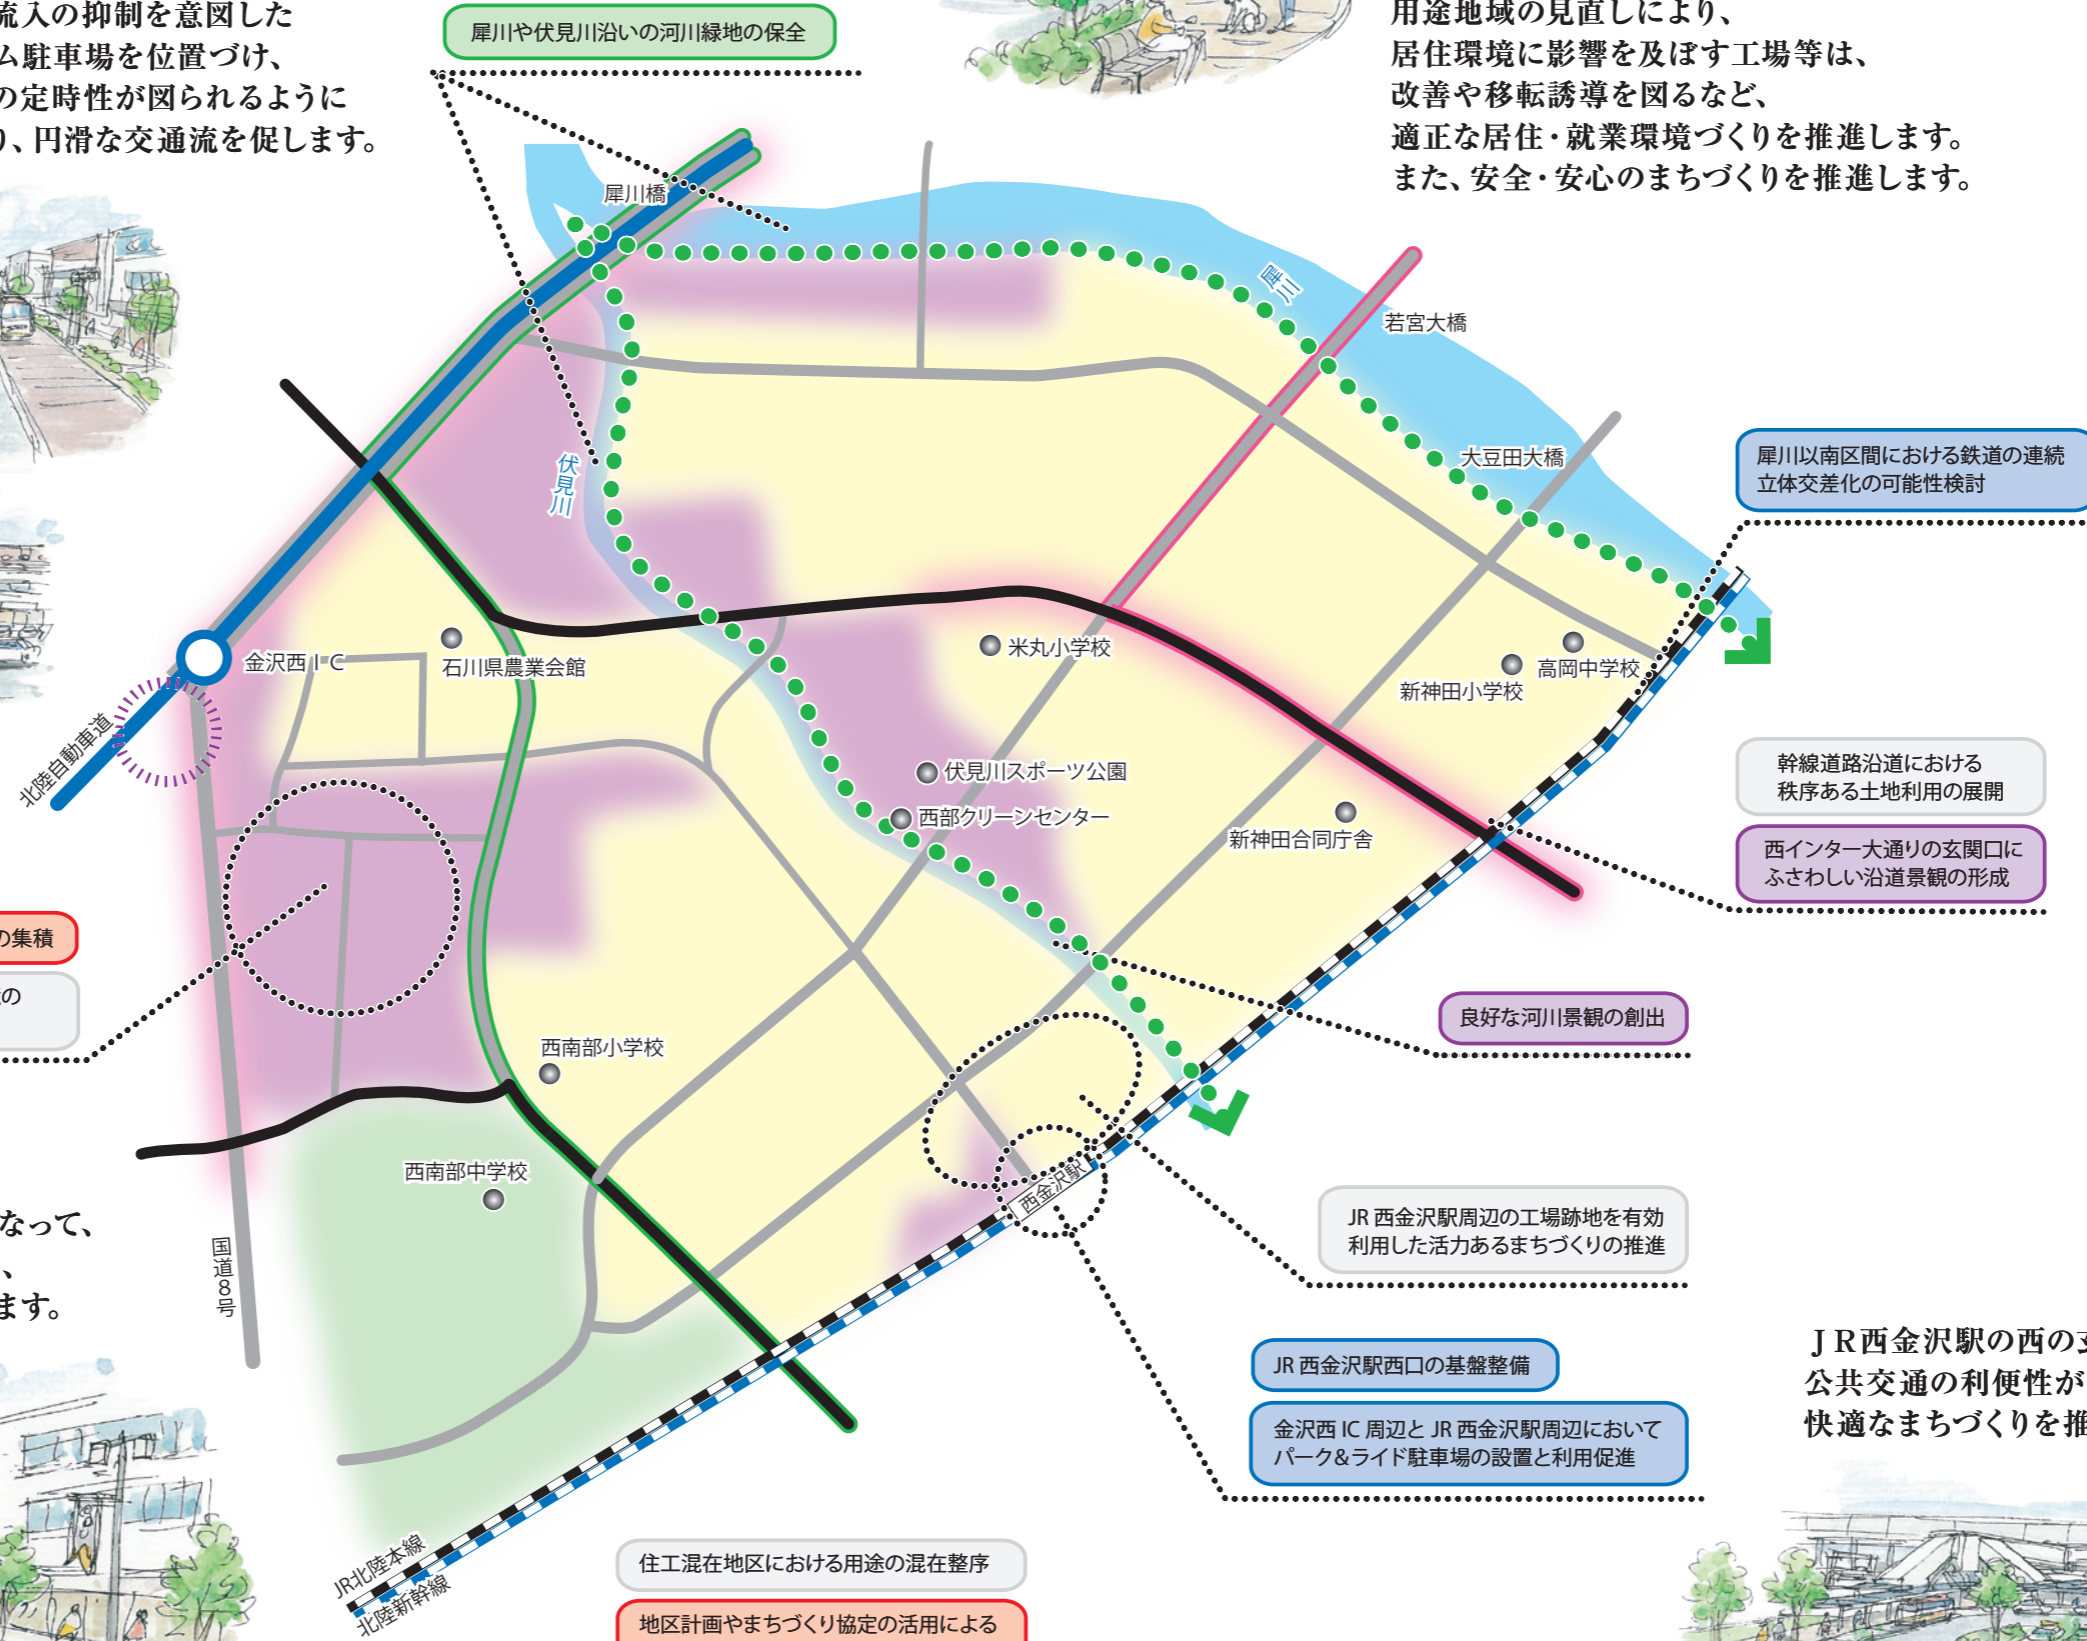 流入の抑制を意図した
ム駐車場を位置づけ、
の定時性が図られるように
り、円滑な交通流を促します。
犀川や伏見川沿いの河川緑地の保全
用途地域の見直しにより、
居住環境に影響を及ぼす工場等は、
改善や移転誘導を図るなど、
適正な居住・就業環境づくりを推進します。
また、安全・安心のまちづくりを推進します。
犀川橋
犀川
若宮大橋
大豆田大橋
伏見川
犀川以南区間における鉄道の連続
立体交差化の可能性検討
金沢西IC
石川県農業会館
米丸小学校
高岡中学校
新神田小学校
北陸自動車道
伏見川スポーツ公園
西部クリーンセンター
新神田合同庁舎
幹線道路沿道における
秩序ある土地利用の展開
西インター大通りの玄関口に
ふさわしい沿道景観の形成
の集積
の
良好な河川景観の創出
西南部小学校
西南部中学校
西金沢駅
なって、
、
ます。
国道8号
JR 西金沢駅周辺の工場跡地を有効
利用した活力あるまちづくりの推進
JR 西金沢駅西口の基盤整備
金沢西 IC 周辺と JR 西金沢駅周辺において
パーク&ライド駐車場の設置と利用促進
JR西金沢駅の西の
公共交通の利便性が
快適なまちづくりを推
JR北陸本線
北陸新幹線
住工混在地区における用途の混在整序
地区計画やまちづくり協定の活用による